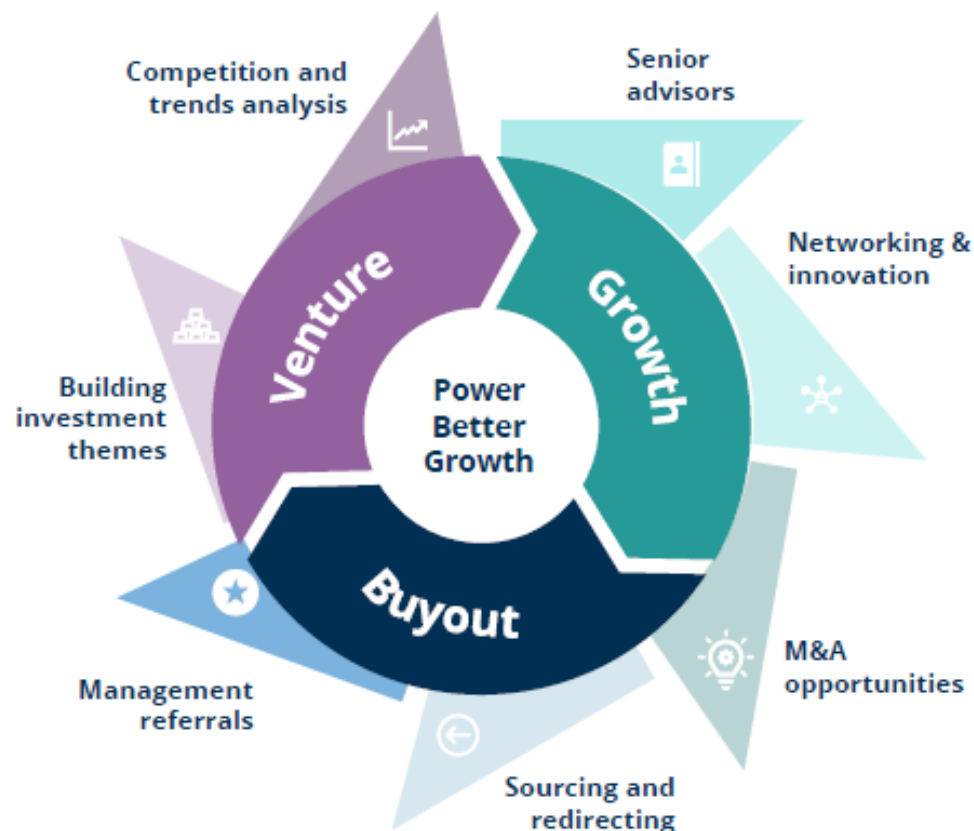 Competition and
trends analysis
Senior
advisors
Networking &
innovation
Venture
Growth
Power
Better
Growth
Building
investment
themes
Buyout
M&A
opportunities
Management
referrals
Sourcing and
redirecting